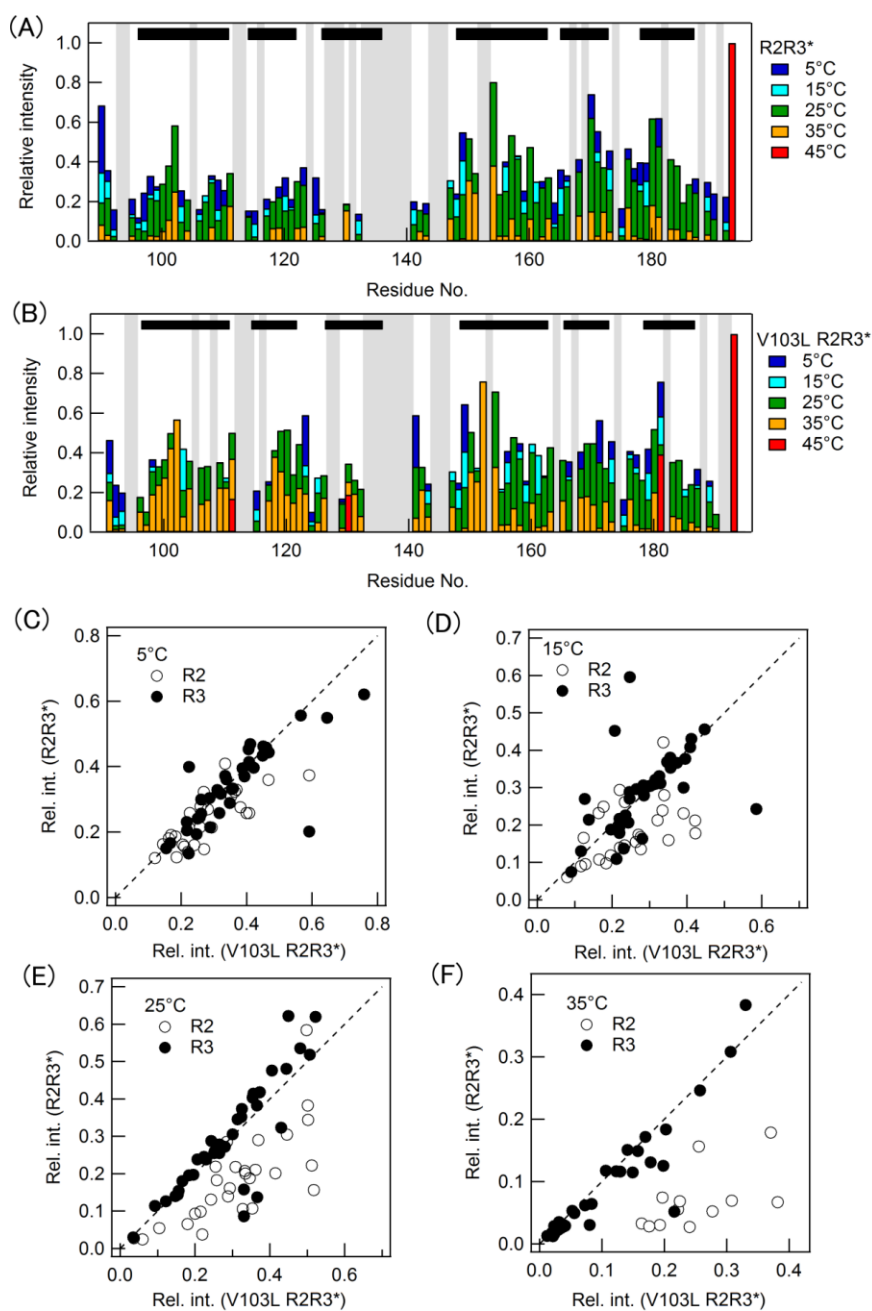 (A)
Rrelative intensity
1.0
0.8
0.6
0.4
0.2
0.0
100
120
140
160
180
Residue No.
R2R3*
5°C
15°C
25°C
35°C
45°C
(B)
Relative intensity
1.0
0.8
0.6
0.4
0.2
0.0
100
120
140
160
180
Residue No.
V103L R2R3*
5°C
15°C
25°C
35°C
45°C
(C)
Rel. int. (R2R3*)
0.8
0.6
0.4
0.2
0.0
5°C
R2
R3
0.0 0.2 0.4 0.6 0.8
Rel. int. (V103L R2R3*)
(D)
Rel. int. (R2R3*)
0.7
0.6
0.5
0.4
0.3
0.2
0.1
0.0
15°C
R2
R3
0.0 0.2 0.4 0.6
Rel. int. (V103L R2R3*)
(E)
Rel. int. (R2R3*)
0.7
0.6
0.5
0.4
0.3
0.2
0.1
0.0
25°C
R2
R3
0.0 0.2 0.4 0.6
Rel. int. (V103L R2R3*)
(F)
Rel. int. (R2R3*)
0.4
0.3
0.2
0.1
0.0
35°C
R2
R3
0.0 0.1 0.2 0.3 0.4
Rel. int. (V103L R2R3*)